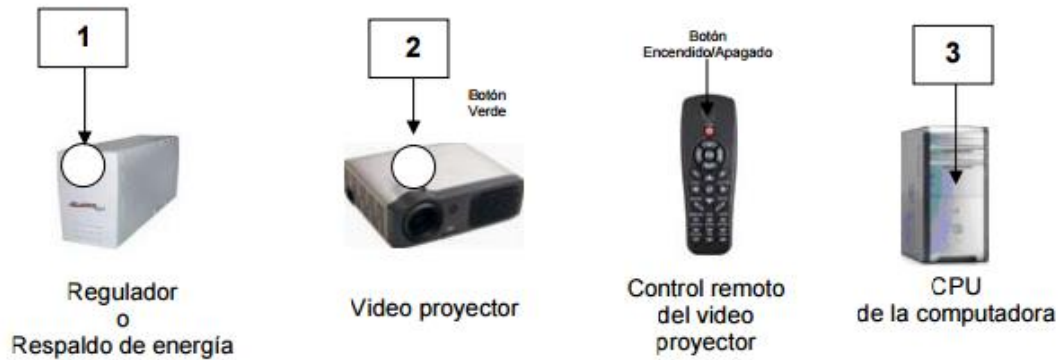 1
2
Botón
Verde
Botón
Encendido/Apagado
3
Regulador
o
Respaldo de energía
Video proyector
Control remoto
del video
proyector
CPU
de la computadora